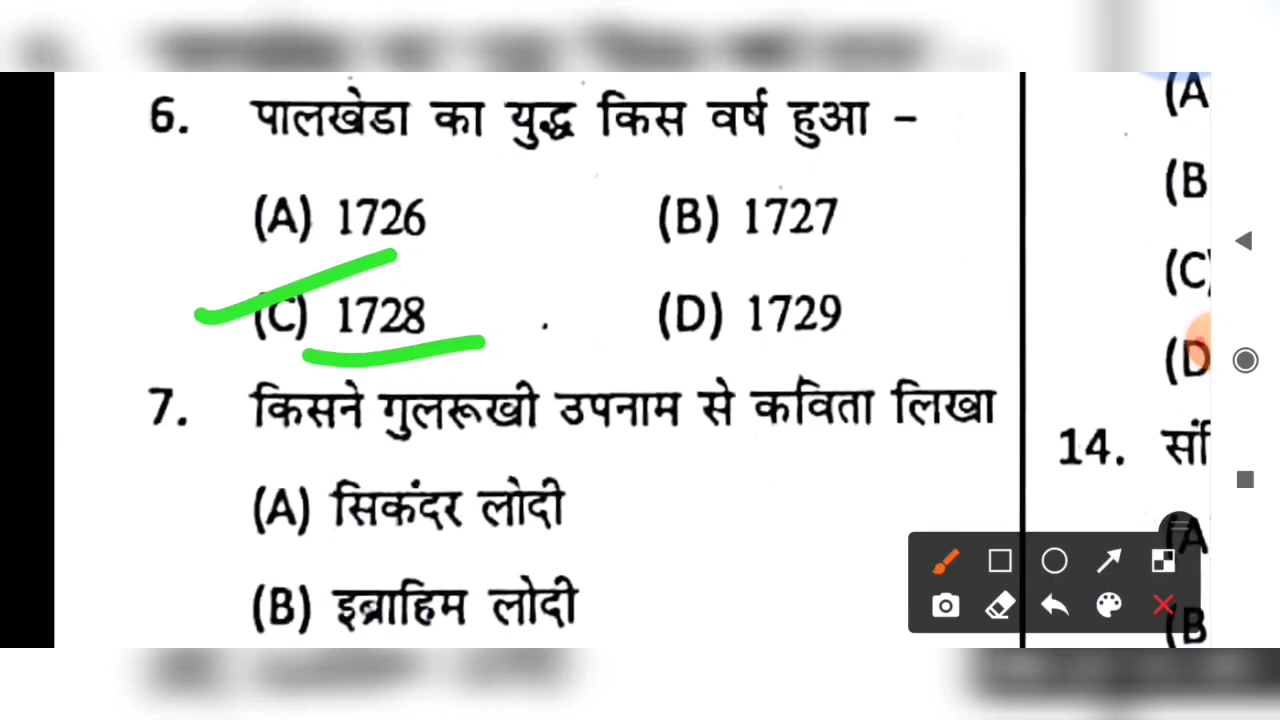 6. पालखेडा का युद्ध किस वर्ष हुआ –
(A) 1726 (B) 1727
(C) 1728 (D) 1729
7. किसने गुलरूखी उपनाम से कविता लिखा
(A) सिकंदर लोदी
(B) इब्राहिम लोदी
(A
(B
(C)
(D
14.
(A
(B